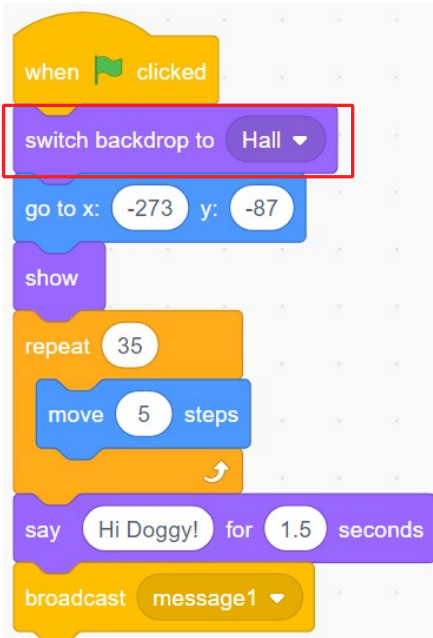 when clicked
switch backdrop to Hall
go to x: -273 y: -87
show
repeat 35
move 5 steps
say Hi Doggy! for 1.5 seconds
broadcast message1